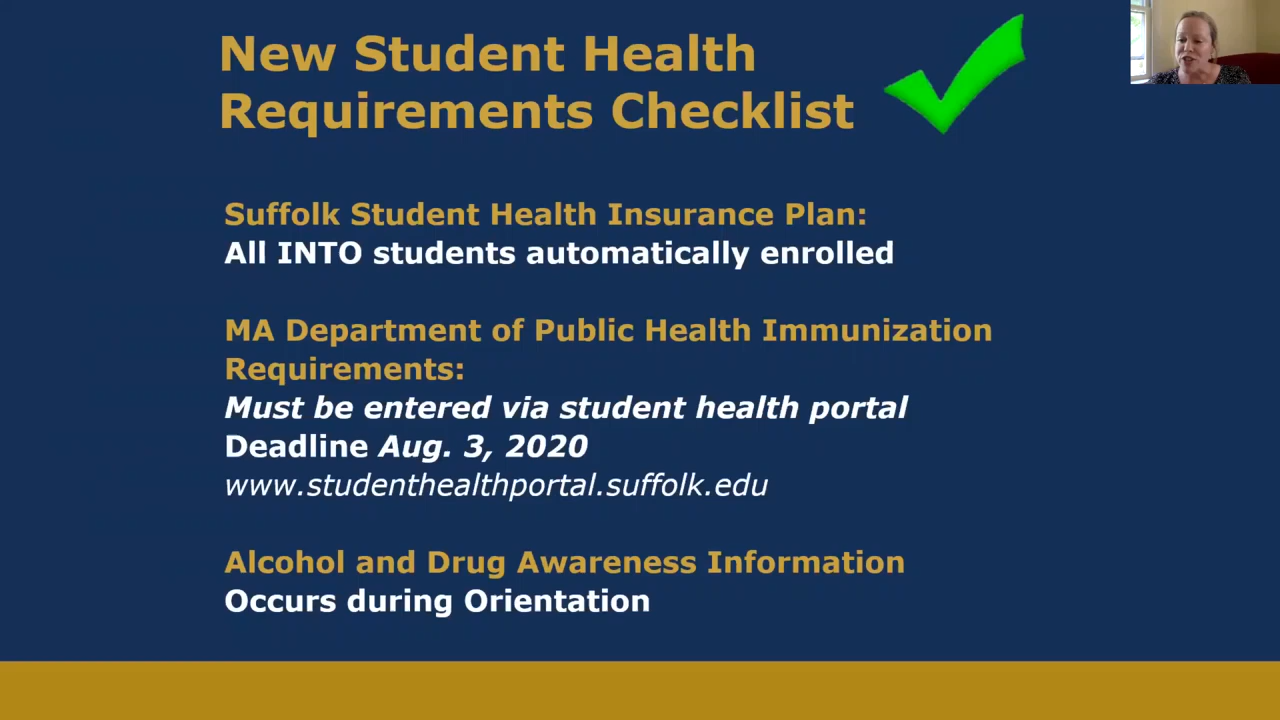 New Student Health
Requirements Checklist
Suffolk Student Health Insurance Plan:
All INTO students automatically enrolled
MA Department of Public Health Immunization
Requirements:
Must be entered via student health portal
Deadline Aug. 3, 2020
www.studenthealthportal.suffolk.edu
Alcohol and Drug Awareness Information
Occurs during Orientation